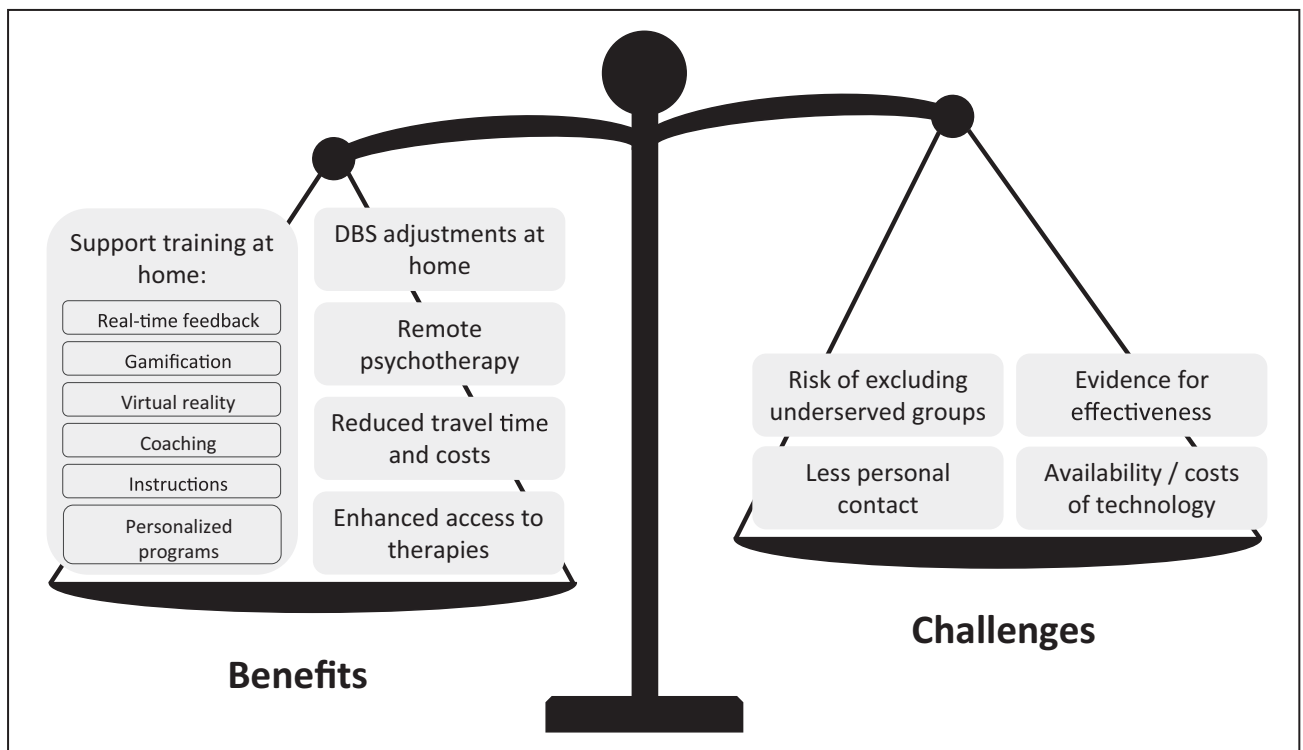 Support training at
home:
Real-time feedback
Gamification
Virtual reality
Coaching
Instructions
Personalized
programs
DBS adjustments at
home
Remote
psychotherapy
Reduced travel time
and costs
Enhanced access to
therapies
Benefits
Risk of excluding
underserved groups
Evidence for
effectiveness
Less personal
contact
Availability / costs
of technology
Challenges